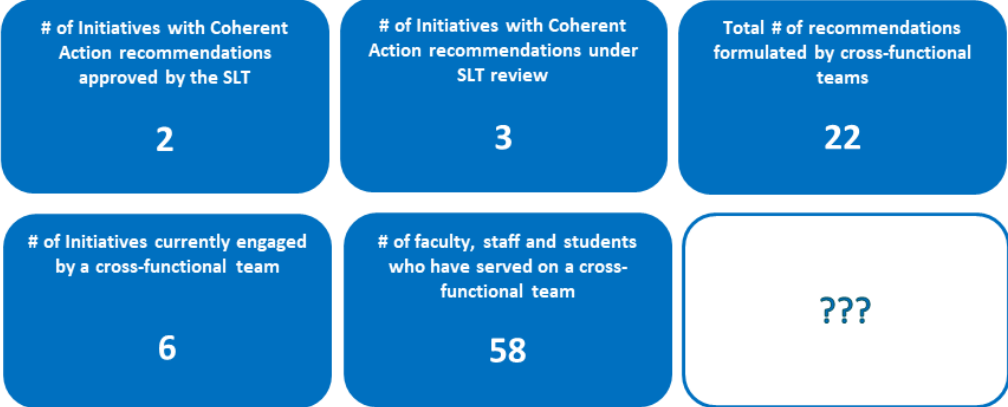 # of Initiatives with Coherent
Action recommendations
approved by the SLT
2
# of Initiatives with Coherent
Action recommendations under
SLT review
3
Total # of recommendations
formulated by cross-functional
teams
22
# of Initiatives currently engaged
by a cross-functional team
6
# of faculty, staff and students
who have served on a cross-
functional team
58
???